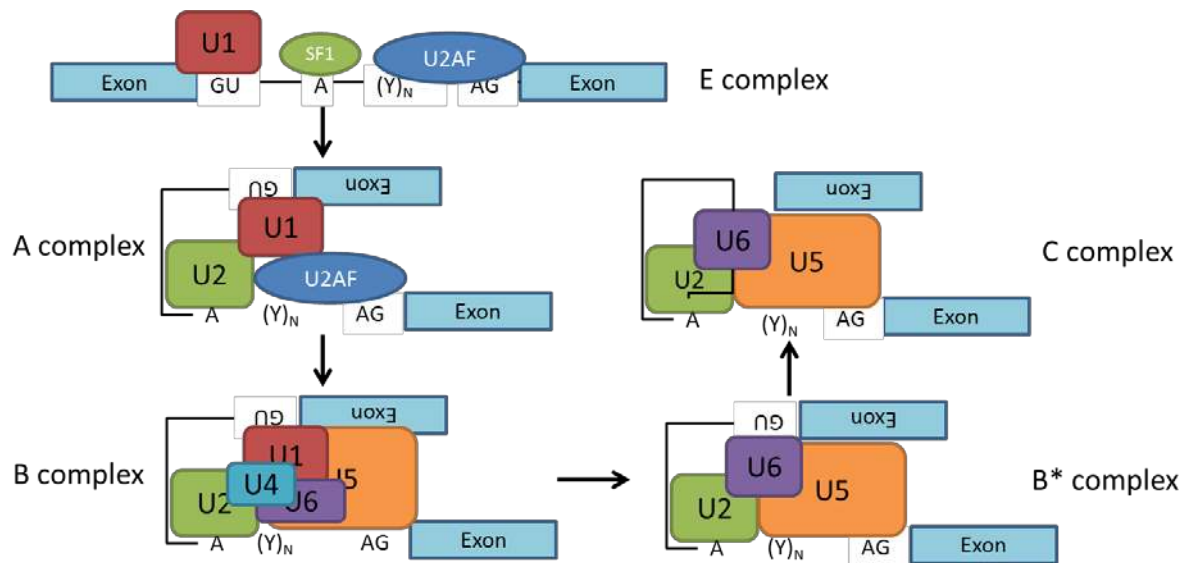 U1
SF1
U2AF
Exon
GU
A
(Y)N
AG
Exon
E complex
GU
Exon
A complex
U1
U2
U2AF
A
(Y)N
AG
Exon
Exon
U6
U5
U2
C complex
A
(Y)N
AG
Exon
GU
Exon
B complex
U1
U5
U4
U2
U6
A
(Y)N
AG
Exon
GU
Exon
U6
U5
U2
B* complex
A
(Y)N
AG
Exon